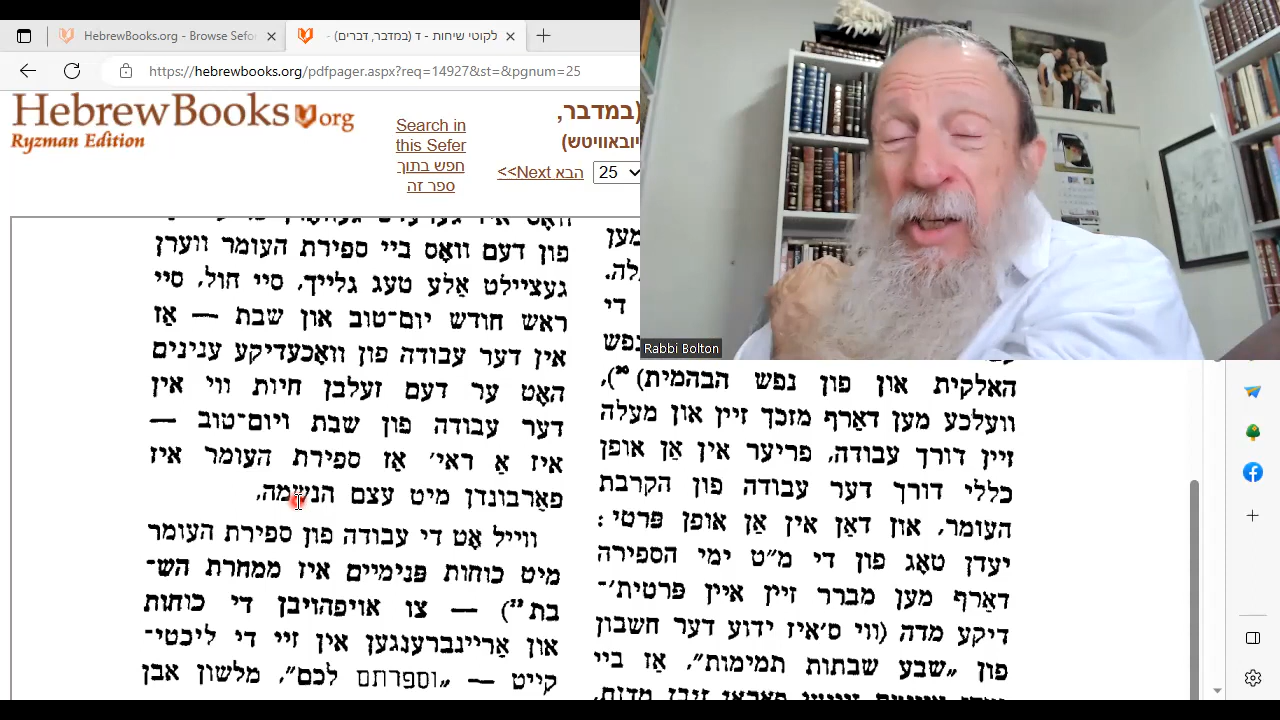 HebrewBooks.org - Browse Sefo
לקוטי שיחות - ד (במדבר, דברים) -
https://hebrewbooks.org/pdfpager.aspx?req=14927&st=&pgnum=25
HebrewBooks.org
Ryzman Edition
Search in
this Sefer
חפש בתוך
ספר זה
(במדבר,
יובאוויטש)
<<Next הבא
25
Rabbi Bolton
מען
די
האלקית און פון נפש הבהמית)
וועלכע מען דאַרף מזכך זיין און מעלה
זיין דורך עבודה, פריער אין אַן אופן
כללי דורך דער עבודה פון הקרבת
העומר, און דאַן אין אַן אופן פּרטי:
יעדן טאָג פון די מ״ט ימי הספירה
דאַרף מען מברר זיין איין פּרטית׳־
דיקע מדה (ווי ס׳איז ידוע דער חשבון
פון „שבע שבתות תמימות״, אַז ביי
פון דעם וואָס ביי ספירת העומר ווערן
געציילט אַלע טעג גלייך, סיי חול, סיי
ראש חודש יום־טוב און שבת — אַז
אין דער עבודה פון וואָכעדיקע ענינים
האָט ער דעם זעלבן חיות ווי אין
דער עבודה פון שבת ויום־טוב —
איז אַ ראי׳ אַז ספירת העומר איז
פאַרבונדן מיט עצם הנשמה,
ווייל אָט די עבודה פון ספירת העומר
מיט כוחות פּנימיים איז ממחרת הש־
בת — צו אויפהויבן די כוחות
און אַריינברענגען אין זיי די ליכטי־
קייט — „וספרתם לכם״, מלשון אבן